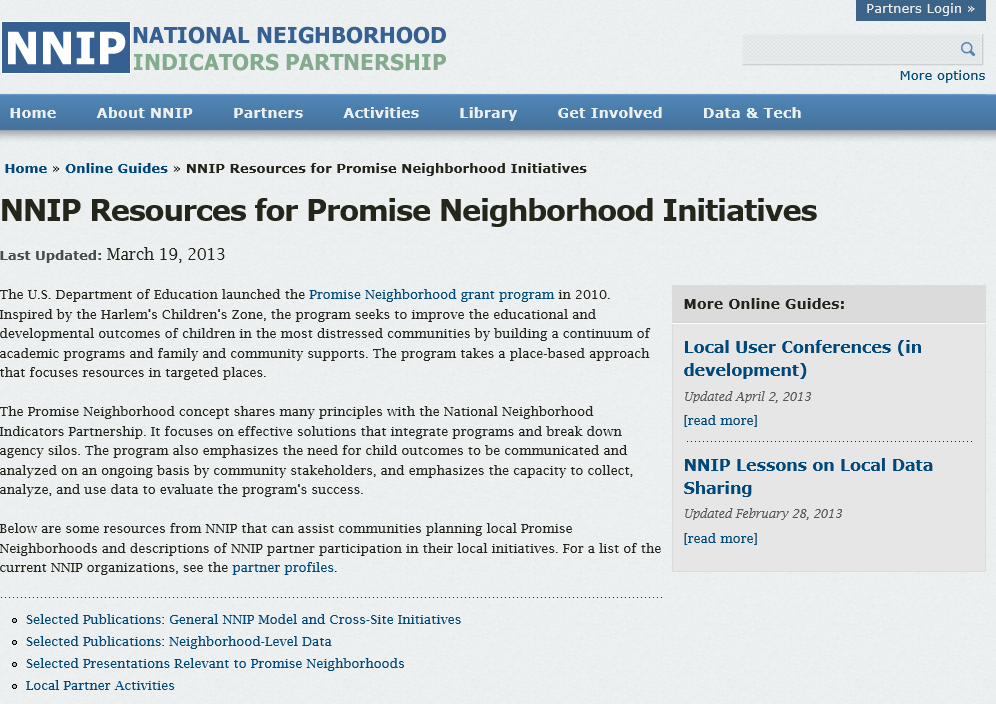 Partners Login »
NNIP NATIONAL NEIGHBORHOOD
INDICATORS PARTNERSHIP
More options
Home About NNIP Partners Activities Library Get Involved Data & Tech
Home » Online Guides » NNIP Resources for Promise Neighborhood Initiatives
NNIP Resources for Promise Neighborhood Initiatives
Last Updated: March 19, 2013
The U.S. Department of Education launched the Promise Neighborhood grant program in 2010.
Inspired by the Harlem's Children's Zone, the program seeks to improve the educational and
developmental outcomes of children in the most distressed communities by building a continuum of
academic programs and family and community supports. The program takes a place-based approach
that focuses resources in targeted places.
The Promise Neighborhood concept shares many principles with the National Neighborhood
Indicators Partnership. It focuses on effective solutions that integrate programs and break down
agency silos. The program also emphasizes the need for child outcomes to be communicated and
analyzed on an ongoing basis by community stakeholders, and emphasizes the capacity to collect,
analyze, and use data to evaluate the program's success.
Below are some resources from NNIP that can assist communities planning local Promise
Neighborhoods and descriptions of NNIP partner participation in their local initiatives. For a list of the
current NNIP organizations, see the partner profiles.
Selected Publications: General NNIP Model and Cross-Site Initiatives
Selected Publications: Neighborhood-Level Data
Selected Presentations Relevant to Promise Neighborhoods
Local Partner Activities
More Online Guides:
Local User Conferences (in
development)
Updated April 2, 2013
[read more]
NNIP Lessons on Local Data
Sharing
Updated February 28, 2013
[read more]